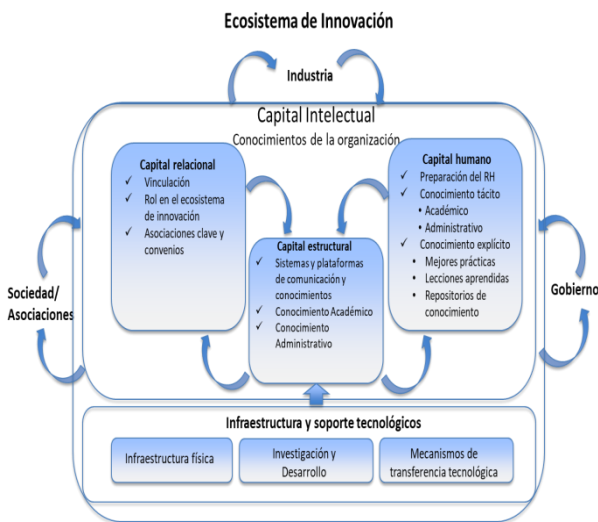 Ecosistema de Innovación
Industria
Capital Intelectual
Conocimientos de la organización
Capital relacional
✓ Vinculación
✓ Rol en el ecosistema
de innovación
✓ Asociaciones clave y
convenios
Capital estructural
✓ Sistemas y plataformas
de comunicación y
conocimientos
✓ Conocimiento Académico
✓ Conocimiento
Administrativo
Capital humano
✓ Preparación del RH
✓ Conocimiento tácito
• Académico
• Administrativo
✓ Conocimiento explícito
• Mejores prácticas
• Lecciones aprendidas
• Repositorios de
conocimiento
Sociedad/
Asociaciones
Gobierno
Infraestructura y soporte tecnológicos
Infraestructura física
Investigación y
Desarrollo
Mecanismos de
transferencia tecnológica